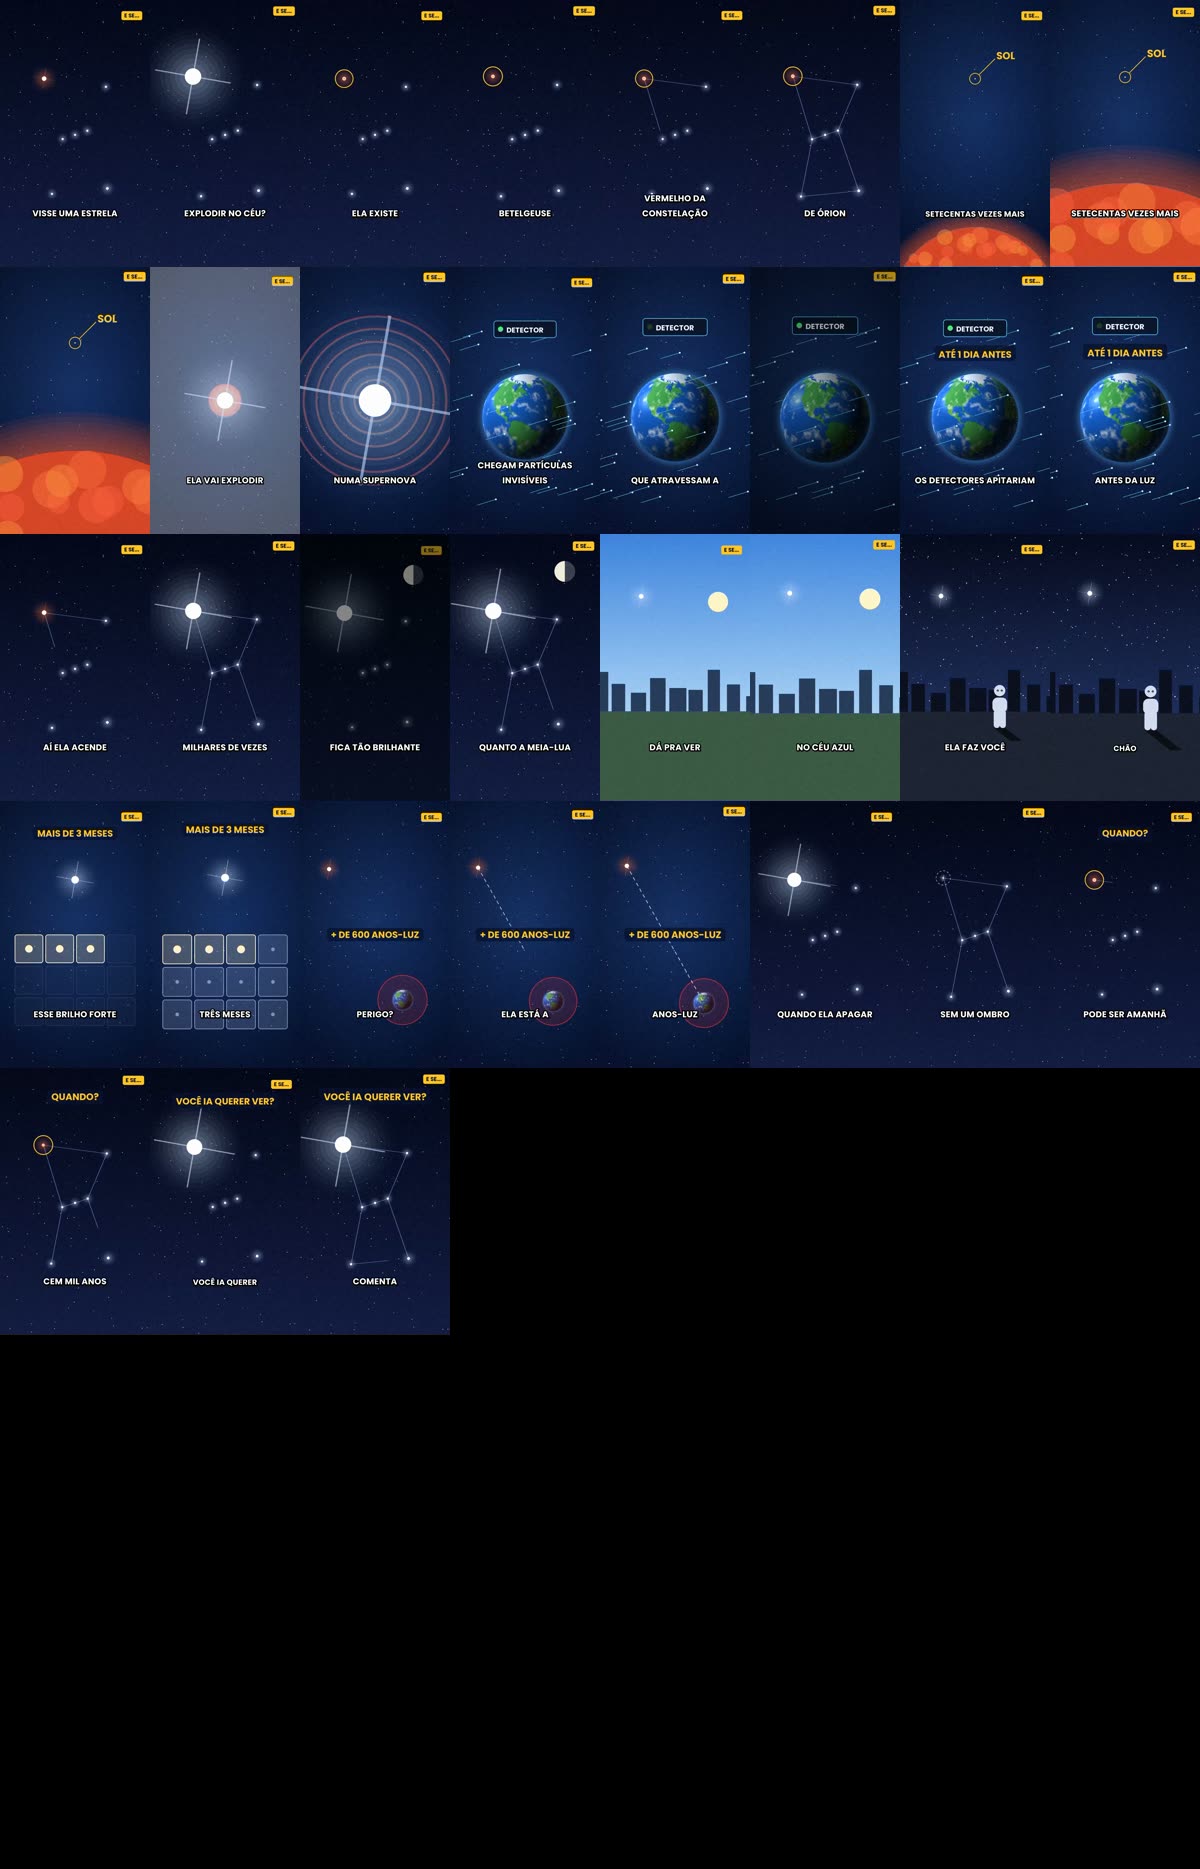 E SE...
VISSE UMA ESTRELA
E SE...
EXPLODIR NO CÉU?
E SE...
ELA EXISTE
E SE...
BETELGEUSE
E SE...
VERMELHO DA
CONSTELAÇÃO
E SE...
DE ÓRION
E SE...
SOL
SETECENTAS VEZES MAIS
E SE...
SOL
SETECENTAS VEZES MAIS
E SE...
SOL
E SE...
ELA VAI EXPLODIR
E SE...
NUMA SUPERNOVA
E SE...
DETECTOR
CHEGAM PARTÍCULAS
INVISÍVEIS
E SE...
DETECTOR
QUE ATRAVESSAM A
E SE...
DETECTOR
E SE...
DETECTOR
ATÉ 1 DIA ANTES
OS DETECTORES APITARIAM
E SE...
DETECTOR
ATÉ 1 DIA ANTES
ANTES DA LUZ
E SE...
AÍ ELA ACENDE
E SE...
MILHARES DE VEZES
E SE...
FICA TÃO BRILHANTE
E SE...
QUANTO A MEIA-LUA
E SE...
DÁ PRA VER
E SE...
NO CÉU AZUL
E SE...
ELA FAZ VOCÊ
E SE...
CHÃO
E SE...
MAIS DE 3 MESES
ESSE BRILHO FORTE
E SE...
MAIS DE 3 MESES
TRÊS MESES
E SE...
+ DE 600 ANOS-LUZ
PERIGO?
E SE...
+ DE 600 ANOS-LUZ
ELA ESTÁ A
E SE...
+ DE 600 ANOS-LUZ
ANOS-LUZ
E SE...
QUANDO ELA APAGAR
E SE...
SEM UM OMBRO
E SE...
QUANDO?
PODE SER AMANHÃ
E SE...
QUANDO?
CEM MIL ANOS
E SE...
VOCÊ IA QUERER VER?
VOCÊ IA QUERER
E SE...
VOCÊ IA QUERER VER?
COMENTA